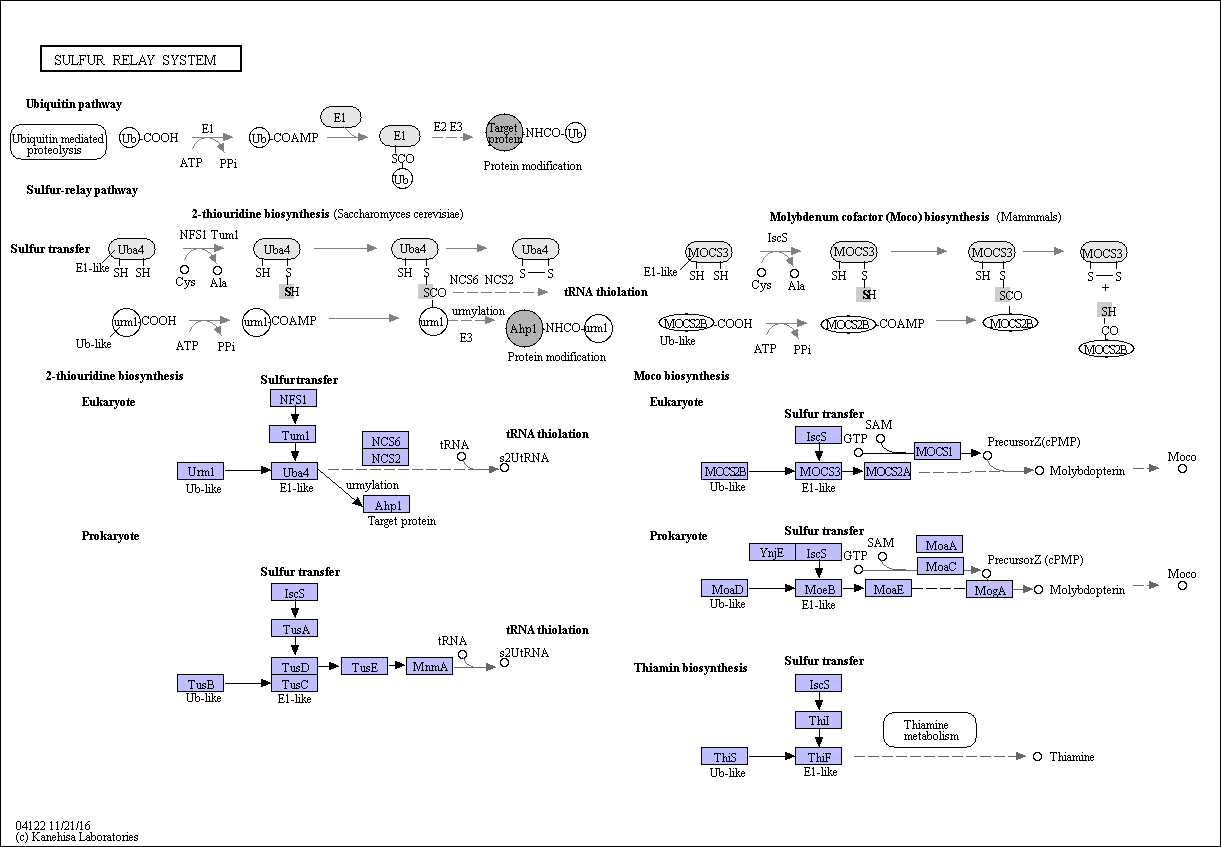 SULFUR RELAY SYSTEM
Ubiquitin pathway
Ubiquitin mediated
proteolysis
Ub
COOH
E1
ATP
PPi
Ub
COAMP
E1
E1
SCO
Ub
E2 E3
Target
protein
NHCO
Ub
Protein modification
Sulfur-relay pathway
2-thiouridine biosynthesis (Saccharomyces cerevisiae)
Sulfur transfer
Uba4
E1-like
SH SH
NFS1 Tum1
Cys
Ala
Uba4
SH S
SH
Uba4
SH S
SCO
urm1
Uba4
S S
NCS6 NCS2
tRNA thiolation
urm1
COOH
Ub-like
ATP
PPi
urm1
COAMP
urmylation
E3
Ahp1
NHCO
urm1
Protein modification
Molybdenum cofactor (Moco) biosynthesis (Mammmals)
MOCS3
E1-like
SH SH
IscS
Cys
Ala
MOCS3
SH S
SH
MOCS3
SH S
SCO
MOCS2B
MOCS3
S S
+
SH
CO
MOCS2B
MOCS2B
COOH
Ub-like
ATP
PPi
MOCS2B
COAMP
2-thiouridine biosynthesis
Eukaryote
Sulfur transfer
NFS1
Tum1
Urm1
Ub-like
Uba4
E1-like
NCS6
NCS2
tRNA
tRNA thiolation
s2UtRNA
urmylation
Ahp1
Target protein
Prokaryote
Sulfur transfer
IscS
TusA
TusD
TusC
E1-like
TusB
Ub-like
TusE
MnmA
tRNA
tRNA thiolation
s2UtRNA
Moco biosynthesis
Eukaryote
Sulfur transfer
IscS
GTP
SAM
MOCS1
PrecursorZ(cPMP)
MOCS2B
Ub-like
MOCS3
E1-like
MOCS2A
Molybdopterin
Moco
Prokaryote
Sulfur transfer
YnjE
IscS
GTP
SAM
MoaA
MoaC
PrecursorZ (cPMP)
MoaD
Ub-like
MoeB
E1-like
MoaE
MogA
Molybdopterin
Moco
Thiamin biosynthesis
Sulfur transfer
IscS
ThiI
ThiS
Ub-like
ThiF
E1-like
Thiamine
metabolism
Thiamine
04122 11/21/16
(c) Kanehisa Laboratories